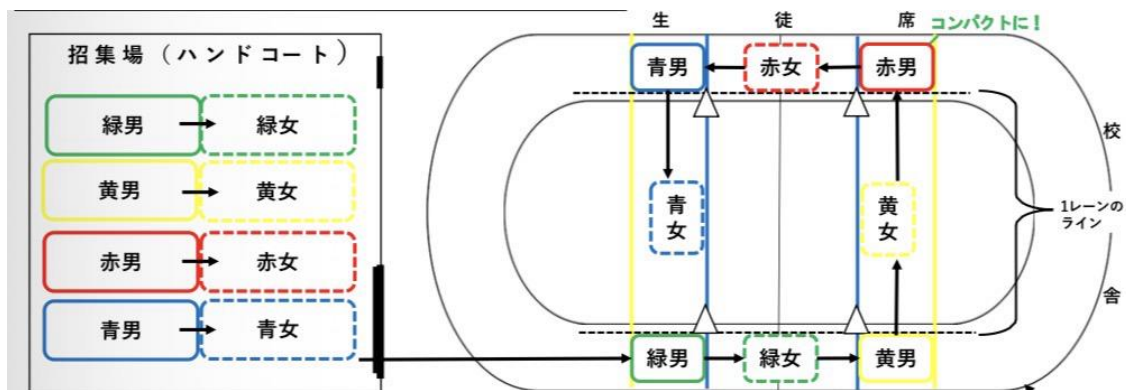 生 徒 席
コンパクトに！
招集場（ハンドコート）
緑男 緑女
黄男 黄女
赤男 赤女
青男 青女
青男 赤女 赤男
青女
黄女
緑男 緑女 黄男
校
舎
1レーンの
ライン